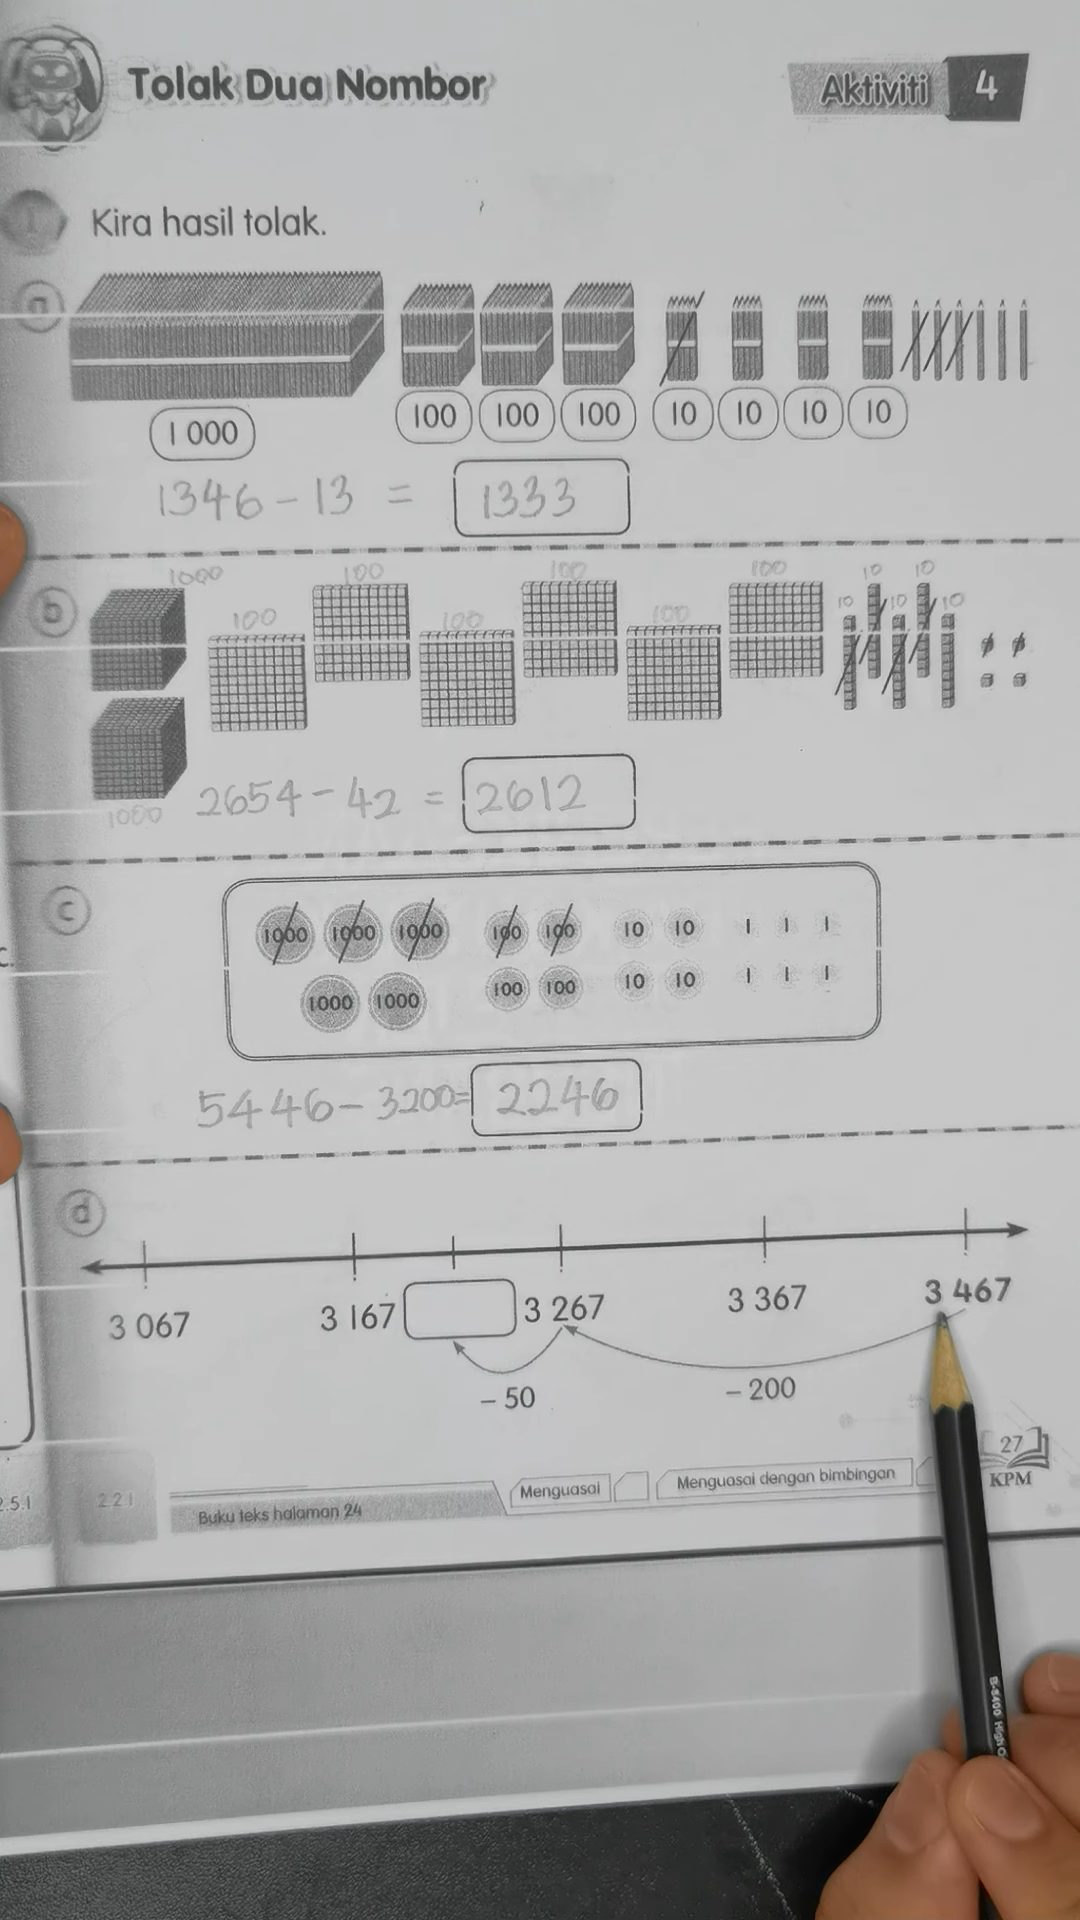 Tolak Dua Nombor
Aktiviti 4
1 Kira hasil tolak.
a
1 000 100 100 100 10 10 10 10
1346 - 13 = 1333
b
1000 100 100 100 100 100 100 10 10 10 10 10
1000
2654 - 42 = 2612
c
1000 1000 1000 100 100 10 10 1 1 1
1000 1000 100 100 10 10 1 1 1
5446 - 3200 = 2246
d
3 067 3 167 3 267 3 367 3 467
- 50 - 200
27
KPM
2.5.1
2.2.1
Buku teks halaman 24
Menguasai
Menguasai dengan bimbingan